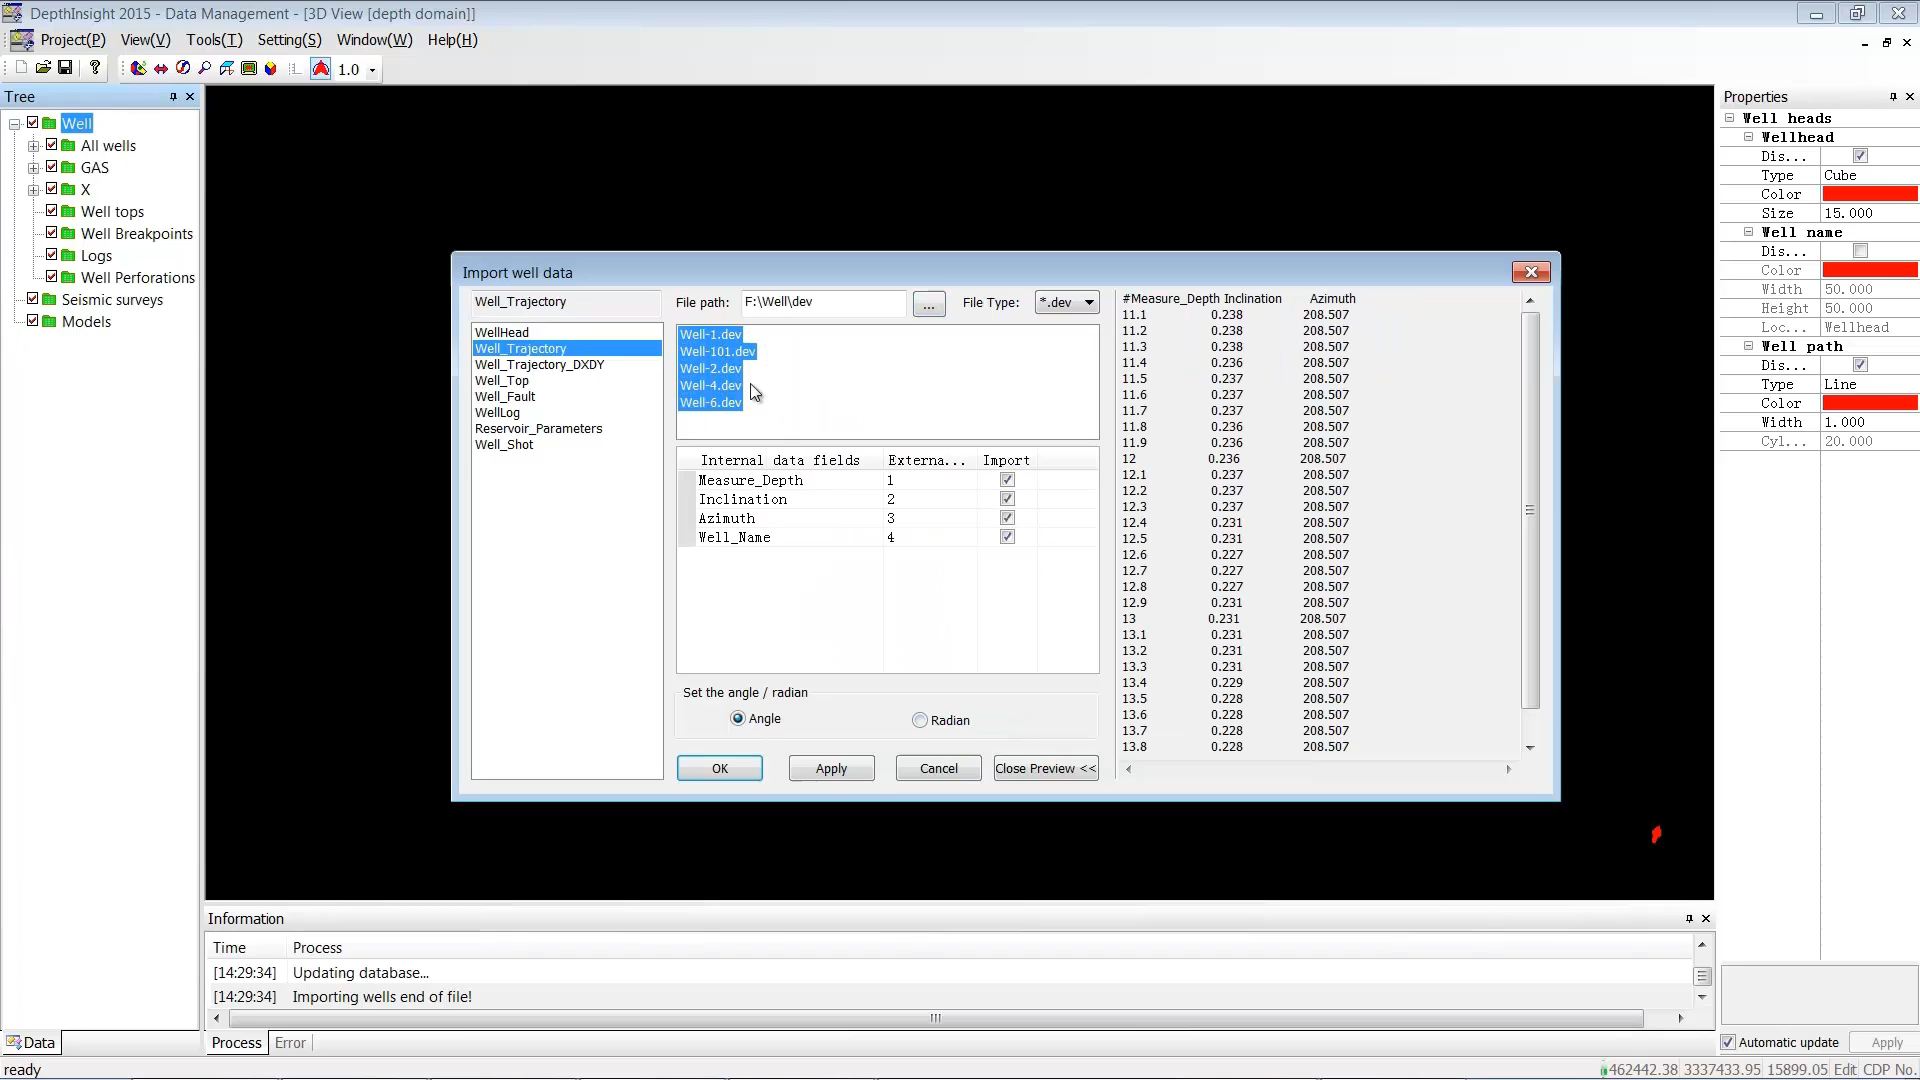 DepthInsight 2015 - Data Management - [3D View [depth domain]]
Project(P) View(V) Tools(T) Setting(S) Window(W) Help(H)
1.0
Tree
Well
All wells
GAS
X
Well tops
Well Breakpoints
Logs
Well Perforations
Seismic surveys
Models
Data
Import well data
Well_Trajectory
WellHead
Well_Trajectory
Well_Trajectory_DXDY
Well_Top
Well_Fault
WellLog
Reservoir_Parameters
Well_Shot
File path: F:\Well\dev ... File Type: *.dev
Well-1.dev
Well-101.dev
Well-2.dev
Well-4.dev
Well-6.dev
Internal data fields Externa... Import
Measure_Depth 1
Inclination 2
Azimuth 3
Well_Name 4
Set the angle / radian
Angle Radian
OK Apply Cancel Close Preview <<
#Measure_Depth Inclination Azimuth
11.1 0.238 208.507
11.2 0.238 208.507
11.3 0.238 208.507
11.4 0.236 208.507
11.5 0.237 208.507
11.6 0.237 208.507
11.7 0.237 208.507
11.8 0.236 208.507
11.9 0.236 208.507
12 0.236 208.507
12.1 0.237 208.507
12.2 0.237 208.507
12.3 0.237 208.507
12.4 0.231 208.507
12.5 0.231 208.507
12.6 0.227 208.507
12.7 0.227 208.507
12.8 0.227 208.507
12.9 0.231 208.507
13 0.231 208.507
13.1 0.231 208.507
13.2 0.231 208.507
13.3 0.231 208.507
13.4 0.229 208.507
13.5 0.228 208.507
13.6 0.228 208.507
13.7 0.228 208.507
13.8 0.228 208.507
Information
Time Process
[14:29:34] Updating database...
[14:29:34] Importing wells end of file!
Process Error
Properties
Well heads
Wellhead
Dis...
Type Cube
Color
Size 15.000
Well name
Dis...
Color
Width 50.000
Height 50.000
Loc... Wellhead
Well path
Dis...
Type Line
Color
Width 1.000
Cyl... 20.000
Automatic update Apply
ready
462442.38 3337433.95 15899.05 Edit CDP No.